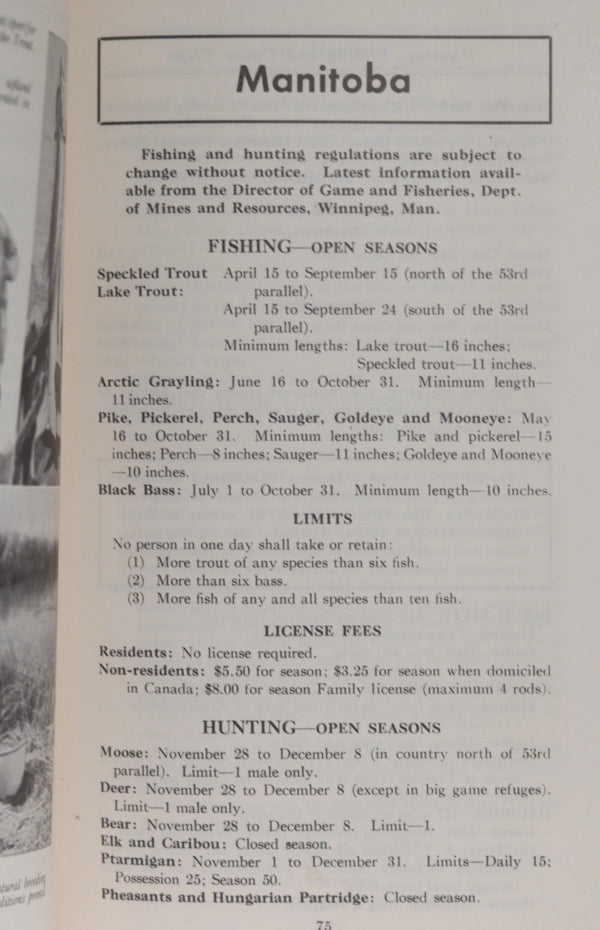 Manitoba
Fishing and hunting regulations are subject to
change without notice. Latest information avail-
able from the Director of Game and Fisheries, Dept.
of Mines and Resources, Winnipeg, Man.
FISHING—OPEN SEASONS
Speckled Trout April 15 to September 15 (north of the 53rd
Lake Trout: parallel).
April 15 to September 24 (south of the 53rd
parallel).
Minimum lengths: Lake trout—16 inches;
Speckled trout—11 inches.
Arctic Grayling: June 16 to October 31. Minimum length—
11 inches.
Pike, Pickerel, Perch, Sauger, Goldeye and Mooneye: May
16 to October 31. Minimum lengths: Pike and pickerel—15
inches; Perch—8 inches; Sauger—11 inches; Goldeye and Mooneye
—10 inches.
Black Bass: July 1 to October 31. Minimum length—10 inches.
LIMITS
No person in one day shall take or retain:
(1) More trout of any species than six fish.
(2) More than six bass.
(3) More fish of any and all species than ten fish.
LICENSE FEES
Residents: No license required.
Non-residents: $5.50 for season; $3.25 for season when domiciled
in Canada; $8.00 for season Family license (maximum 4 rods).
HUNTING—OPEN SEASONS
Moose: November 28 to December 8 (in country north of 53rd
parallel). Limit—1 male only.
Deer: November 28 to December 8 (except in big game refuges).
Limit—1 male only.
Bear: November 28 to December 8. Limit—1.
Elk and Caribou: Closed season.
Ptarmigan: November 1 to December 31. Limits—Daily 15;
Possession 25; Season 50.
Pheasants and Hungarian Partridge: Closed season.
75